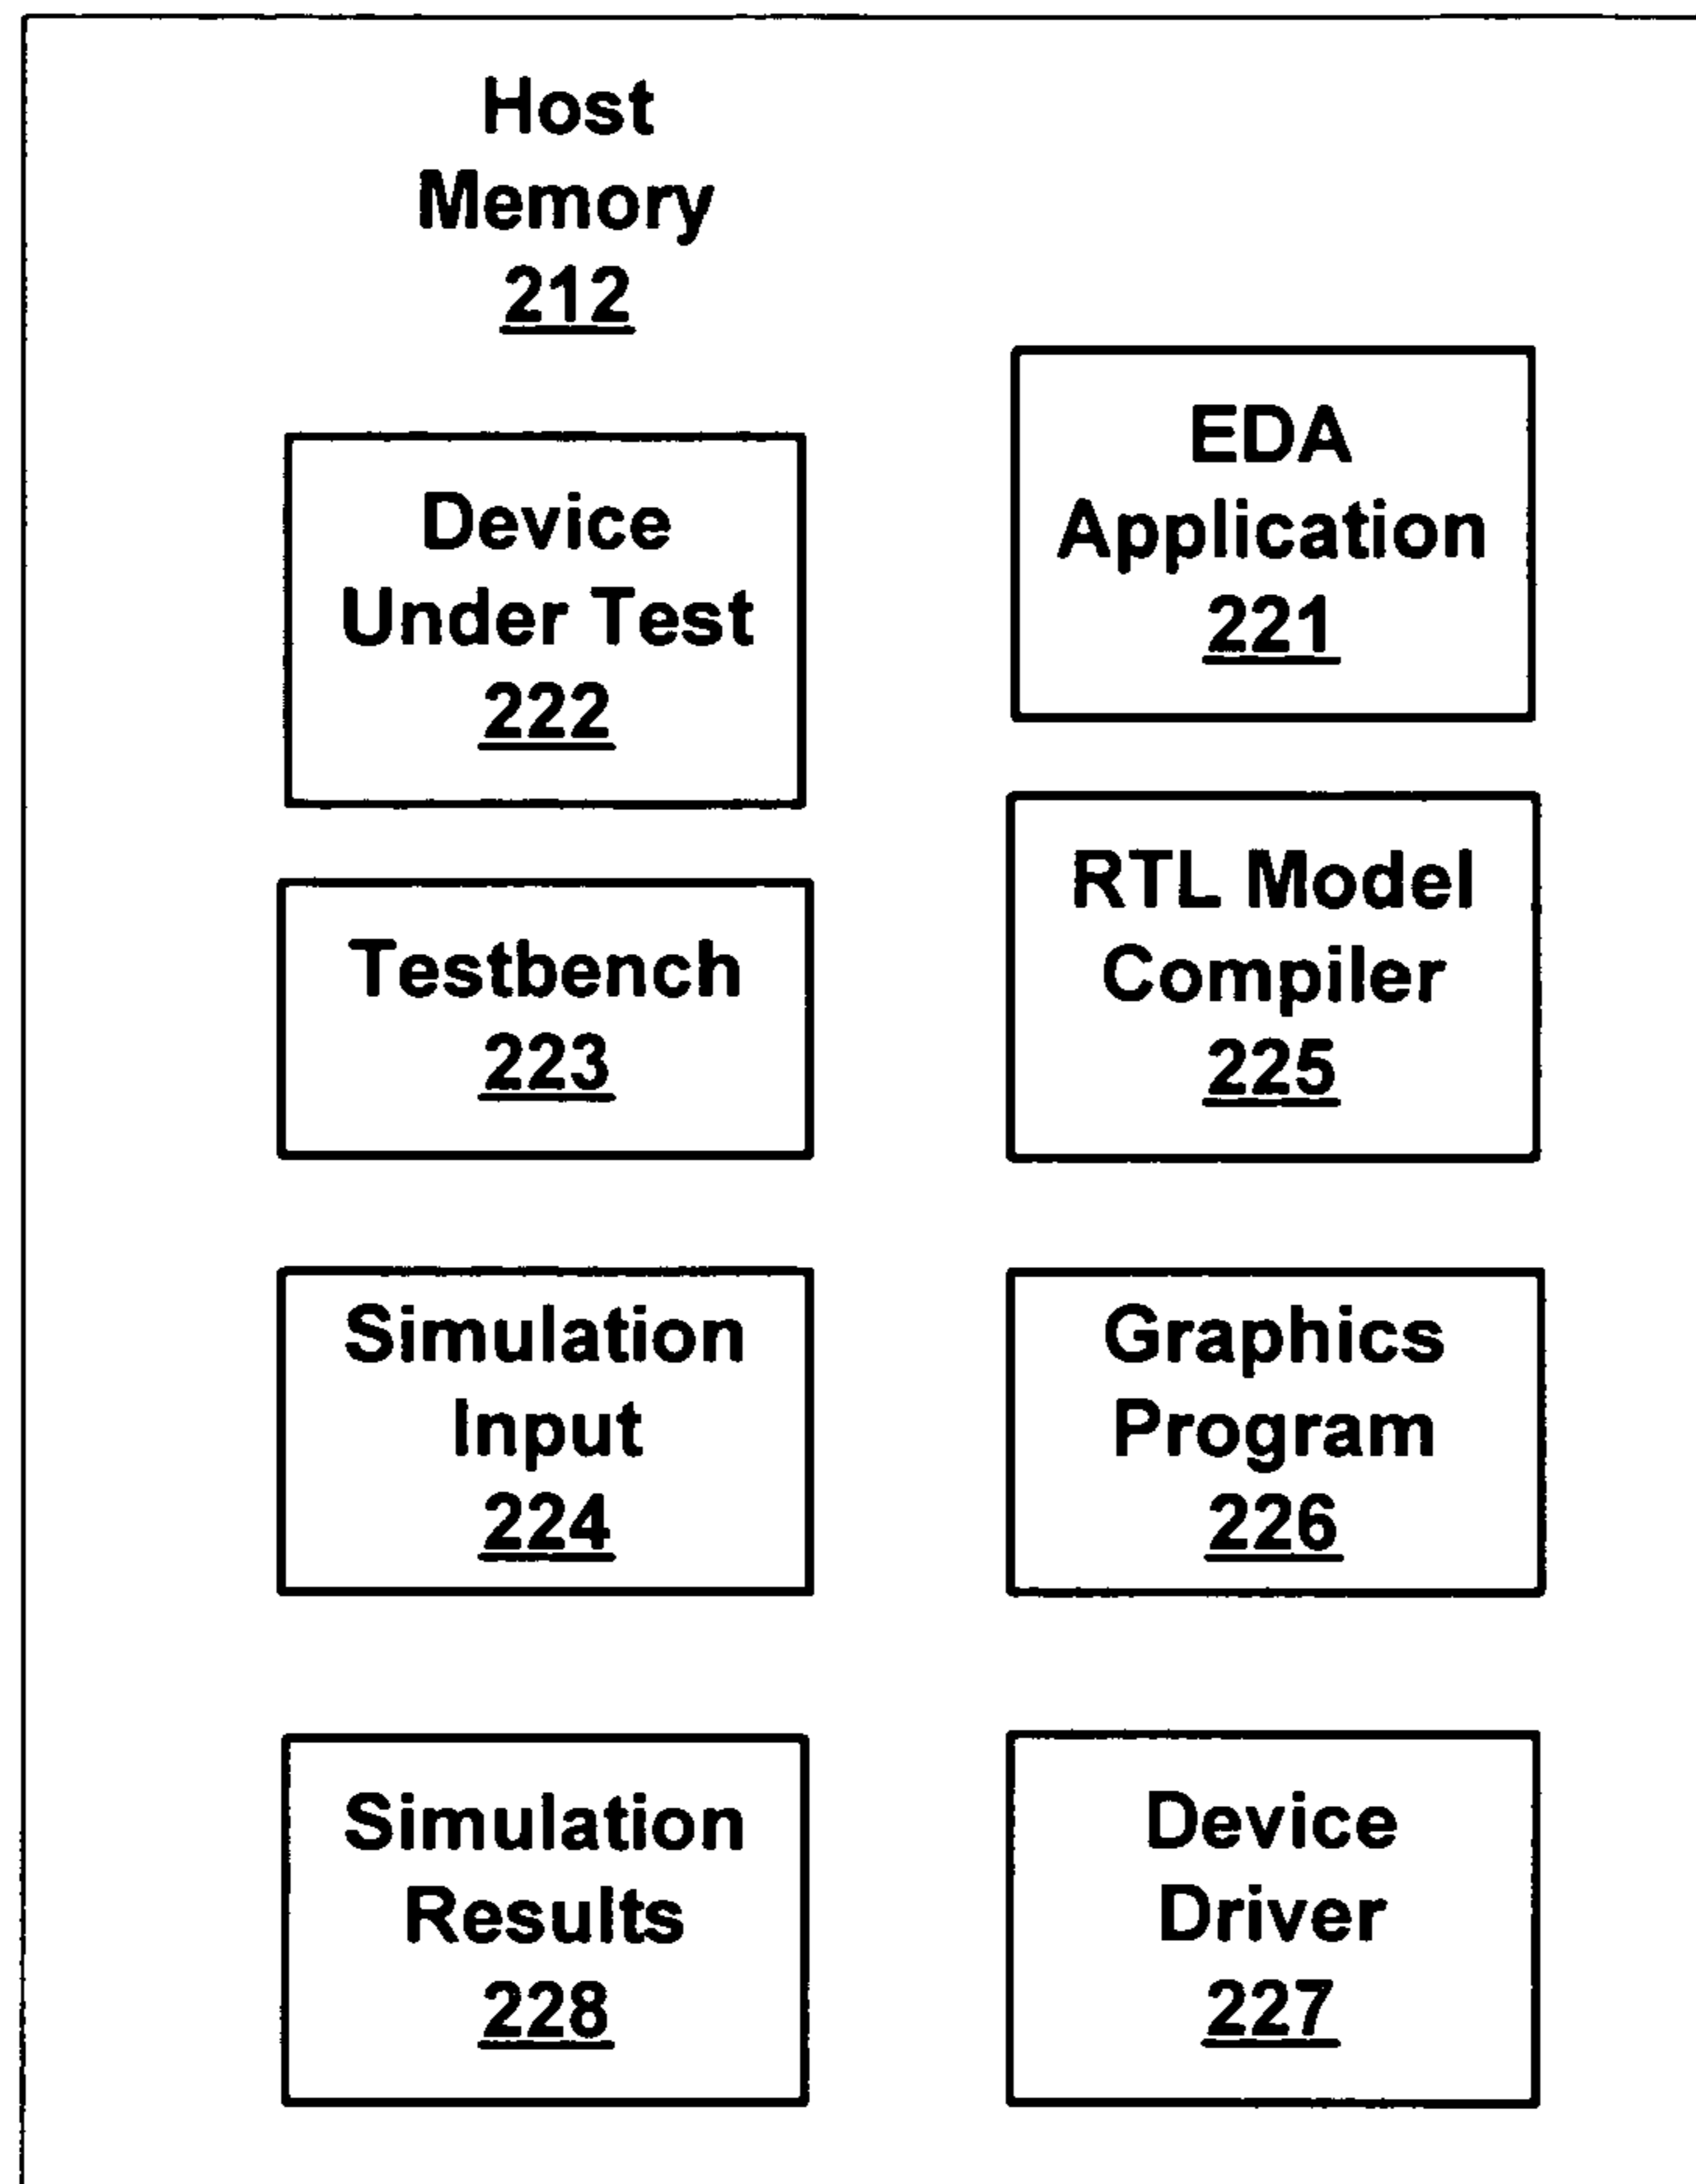 Host
Memory
212
Device
Under Test
222
Testbench
223
Simulation
Input
224
Simulation
Results
228
EDA
Application
221
RTL Model
Compiler
225
Graphics
Program
226
Device
Driver
227